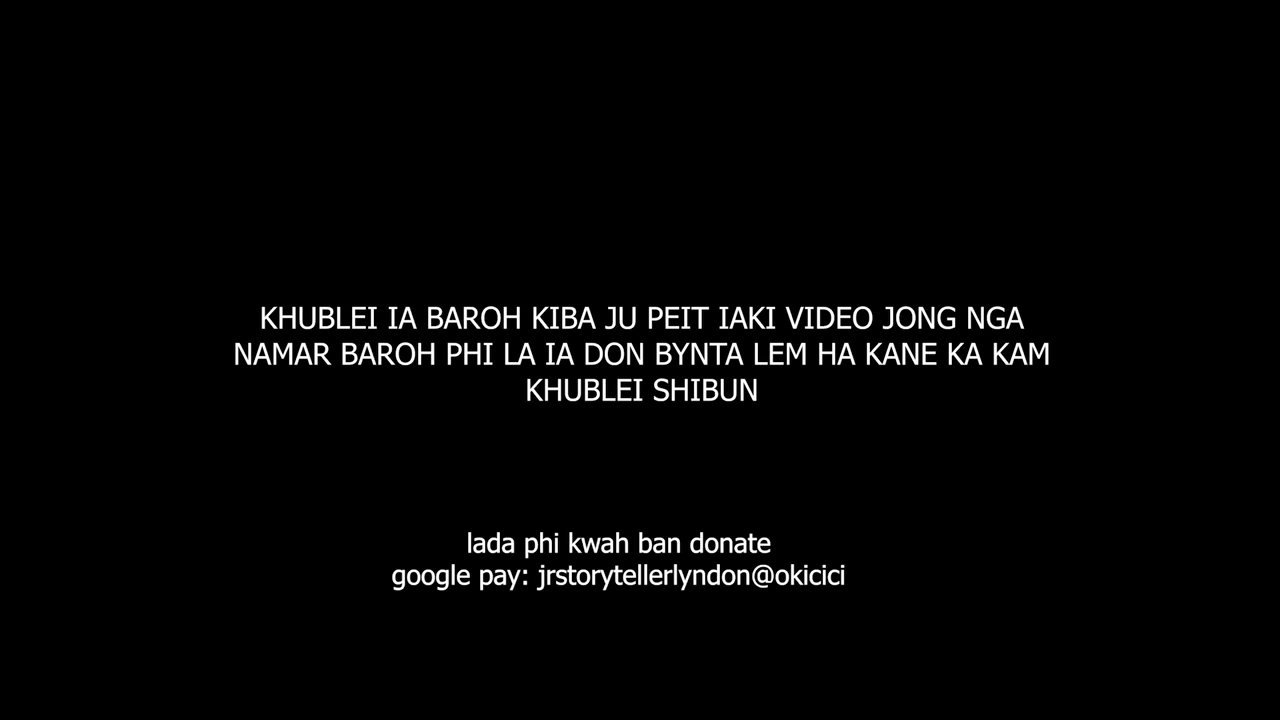 KHUBLEI IA BAROH KIBA JU PEIT IAKI VIDEO JONG NGA
NAMAR BAROH PHI LA IA DON BYNTA LEM HA KANE KA KAM
KHUBLEI SHIBUN
lada phi kwah ban donate
google pay: jrstorytellerlyndon@okicici